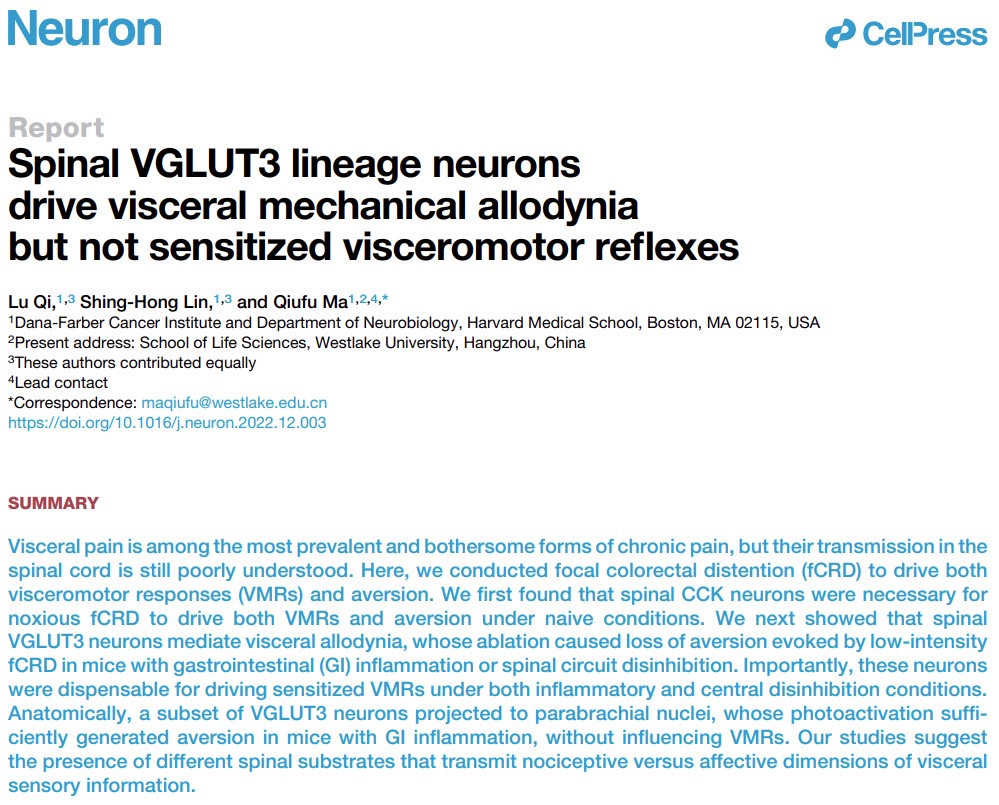 Neuron
CellPress
Report
Spinal VGLUT3 lineage neurons
drive visceral mechanical allodynia
but not sensitized visceromotor reflexes
Lu Qi,1,3 Shing-Hong Lin,1,3 and Qiufu Ma1,2,4,*
1Dana-Farber Cancer Institute and Department of Neurobiology, Harvard Medical School, Boston, MA 02115, USA
2Present address: School of Life Sciences, Westlake University, Hangzhou, China
3These authors contributed equally
4Lead contact
*Correspondence: maqiufu@westlake.edu.cn
https://doi.org/10.1016/j.neuron.2022.12.003
SUMMARY
Visceral pain is among the most prevalent and bothersome forms of chronic pain, but their transmission in the
spinal cord is still poorly understood. Here, we conducted focal colorectal distention (fCRD) to drive both
visceromotor responses (VMRs) and aversion. We first found that spinal CCK neurons were necessary for
noxious fCRD to drive both VMRs and aversion under naive conditions. We next showed that spinal
VGLUT3 neurons mediate visceral allodynia, whose ablation caused loss of aversion evoked by low-intensity
fCRD in mice with gastrointestinal (GI) inflammation or spinal circuit disinhibition. Importantly, these neurons
were dispensable for driving sensitized VMRs under both inflammatory and central disinhibition conditions.
Anatomically, a subset of VGLUT3 neurons projected to parabrachial nuclei, whose photoactivation suffi-
ciently generated aversion in mice with GI inflammation, without influencing VMRs. Our studies suggest
the presence of different spinal substrates that transmit nociceptive versus affective dimensions of visceral
sensory information.